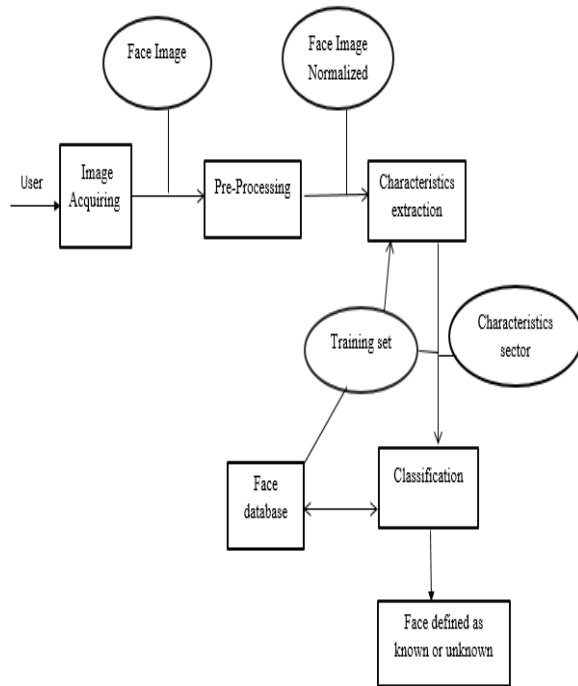 Face Image
Face Image
Normalized
User
Image
Acquiring
Pre-Processing
Characteristics
extraction
Training set
Characteristics
sector
Face
database
Classification
Face defined as
known or unknown